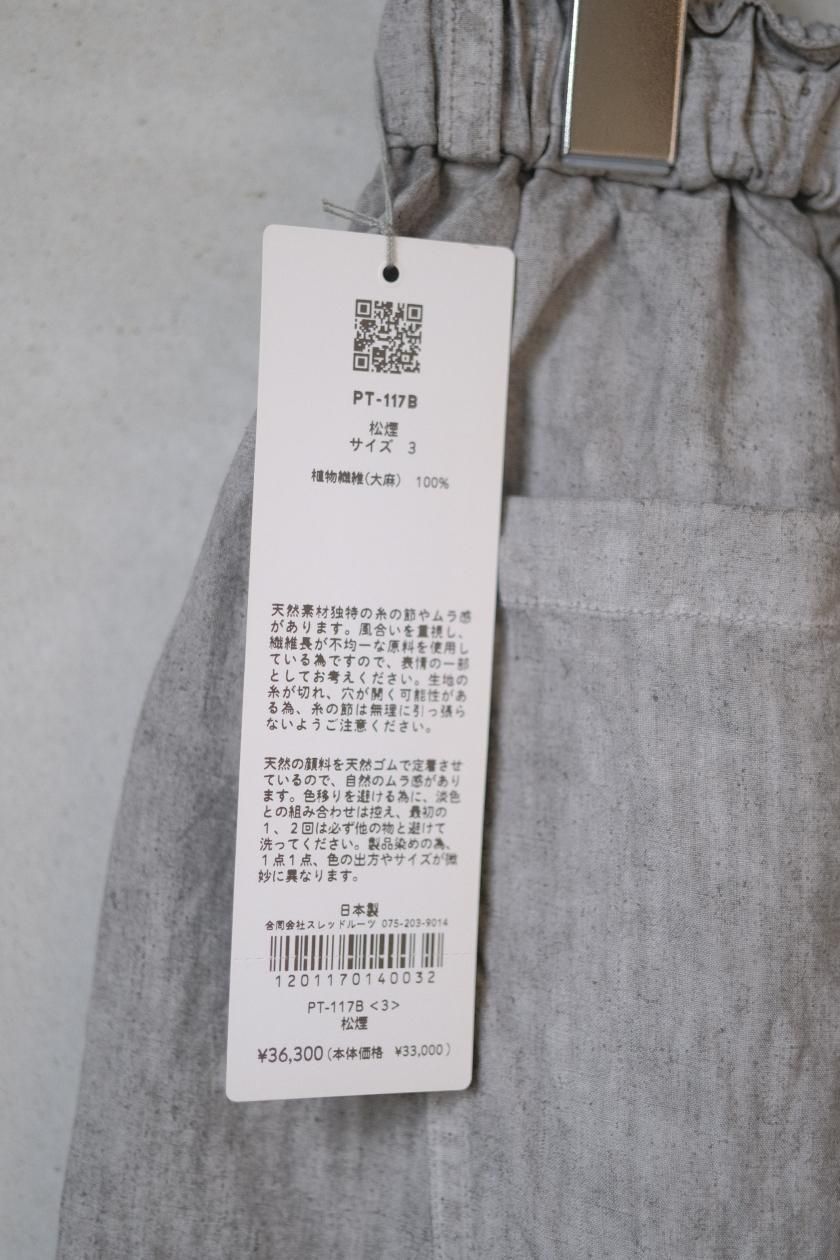 PT-117B
松煙
サイズ 3
植物繊維(大麻) 100%
天然素材独特の糸の節やムラ感
があります。風合いを重視し、
繊維長が不均一な原料を使用し
ている為ですので、表情の一部
としてお考えください。生地の
糸が切れ、穴が開く可能性があ
る為、糸の節は無理に引っ張ら
ないようご注意ください。
天然の顔料を天然ゴムで定着させ
ているので、自然のムラ感があり
ます。色移りを避ける為に、淡色
との組み合わせは控え、最初の
1、2回は必ず他の物と避けて
洗ってください。製品染めの為、
1点1点、色の出方やサイズが微
妙に異なります。
日本製
合同会社スレッドルーツ 075-203-9014
1201170140032
PT-117B <3>
松煙
¥36,300(本体価格 ¥33,000)